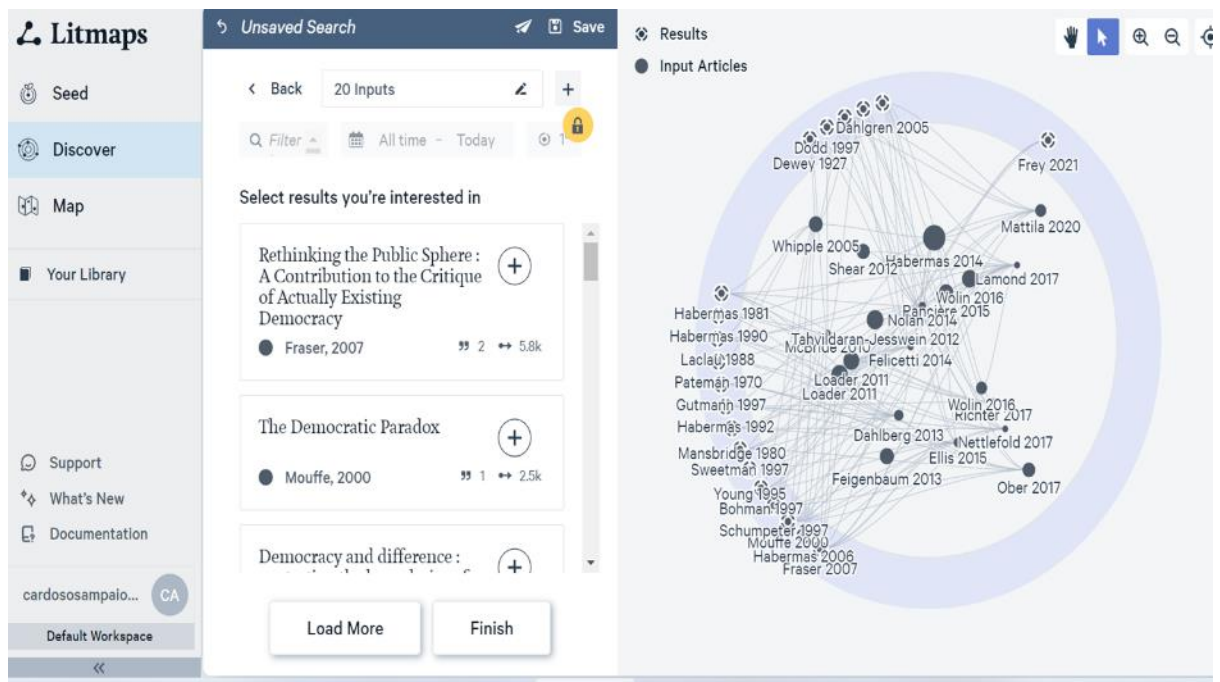 Litmaps
Seed
Discover
Map
Your Library
Support
What's New
Documentation
cardososampaio... CA
Default Workspace
«
Unsaved Search
Save
< Back
20 Inputs
+
Filter
All time - Today
1
Select results you're interested in
Rethinking the Public Sphere :
A Contribution to the Critique
of Actually Existing
Democracy
Fraser, 2007
2 ↔ 5.8k
The Democratic Paradox
Mouffe, 2000
1 ↔ 2.5k
Democracy and difference :
Load More
Finish
Results
Input Articles
Dahlgren 2005
Dodd 1997
Dewey 1927
Frey 2021
Mattila 2020
Whipple 2005
Habermas 2014
Shear 2012
Lamond 2017
Wolin 2016
Panciere 2015
Habermas 1981
Nolan 2014
Habermas 1990
Tahvildaran-Jesswein 2012
McBride 2010
Laclau 1988
Felicetti 2014
Pateman 1970
Loader 2011
Loader 2011
Gutmann 1997
Wolin 2016
Richter 2017
Habermas 1992
Dahlberg 2013
Nettlefold 2017
Mansbridge 1980
Ellis 2015
Sweetman 1997
Feigenbaum 2013
Ober 2017
Young 1995
Bohman 1997
Schumpeter 1997
Mouffe 2000
Habermas 2006
Fraser 2007